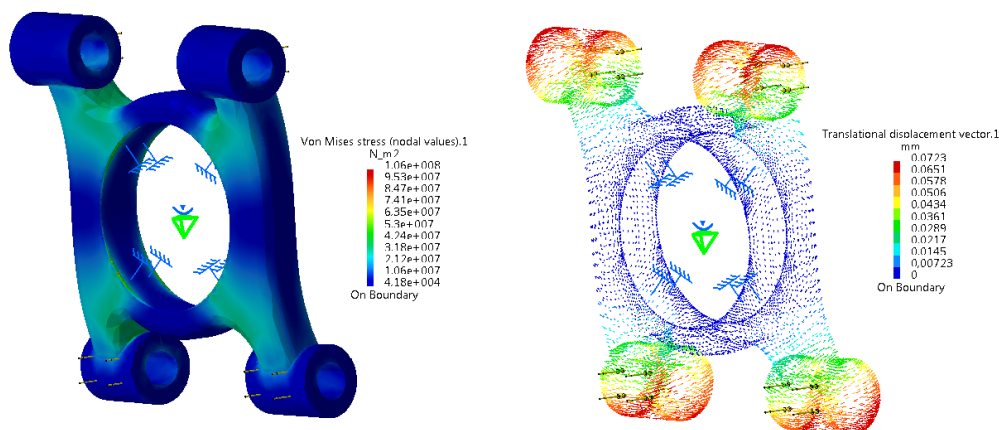 Von Mises stress (nodal values).1
N_m2
1.06e+008
9.53e+007
8.47e+007
7.41e+007
6.35e+007
5.3e+007
4.24e+007
3.18e+007
2.12e+007
1.06e+007
4.18e+004
On Boundary
Translational displacement vector.1
mm
0.0723
0.0651
0.0578
0.0506
0.0434
0.0361
0.0289
0.0217
0.0145
0.00723
0
On Boundary